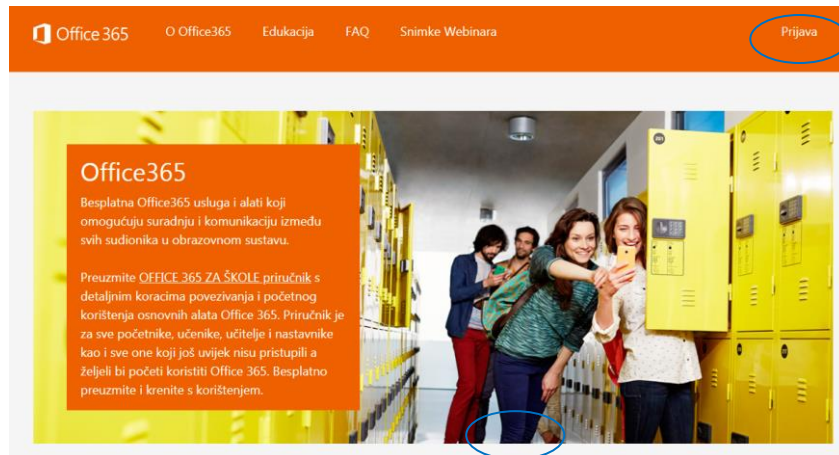 Office 365
O Office365
Edukacija
FAQ
Snimke Webinara
Prijava
Office365
Besplatna Office365 usluga i alati koji
omogućuju suradnju i komunikaciju između
svih sudionika u obrazovnom sustavu.
Preuzmite OFFICE 365 ZA ŠKOLE priručnik s
detaljnim koracima povezivanja i početnog
korištenja osnovnih alata Office 365. Priručnik je
za sve početnike, učenike, učitelje i nastavnike
kao i sve one koji još uvijek nisu pristupili a
željeli bi početi koristiti Office 365. Besplatno
preuzmite i krenite s korištenjem.